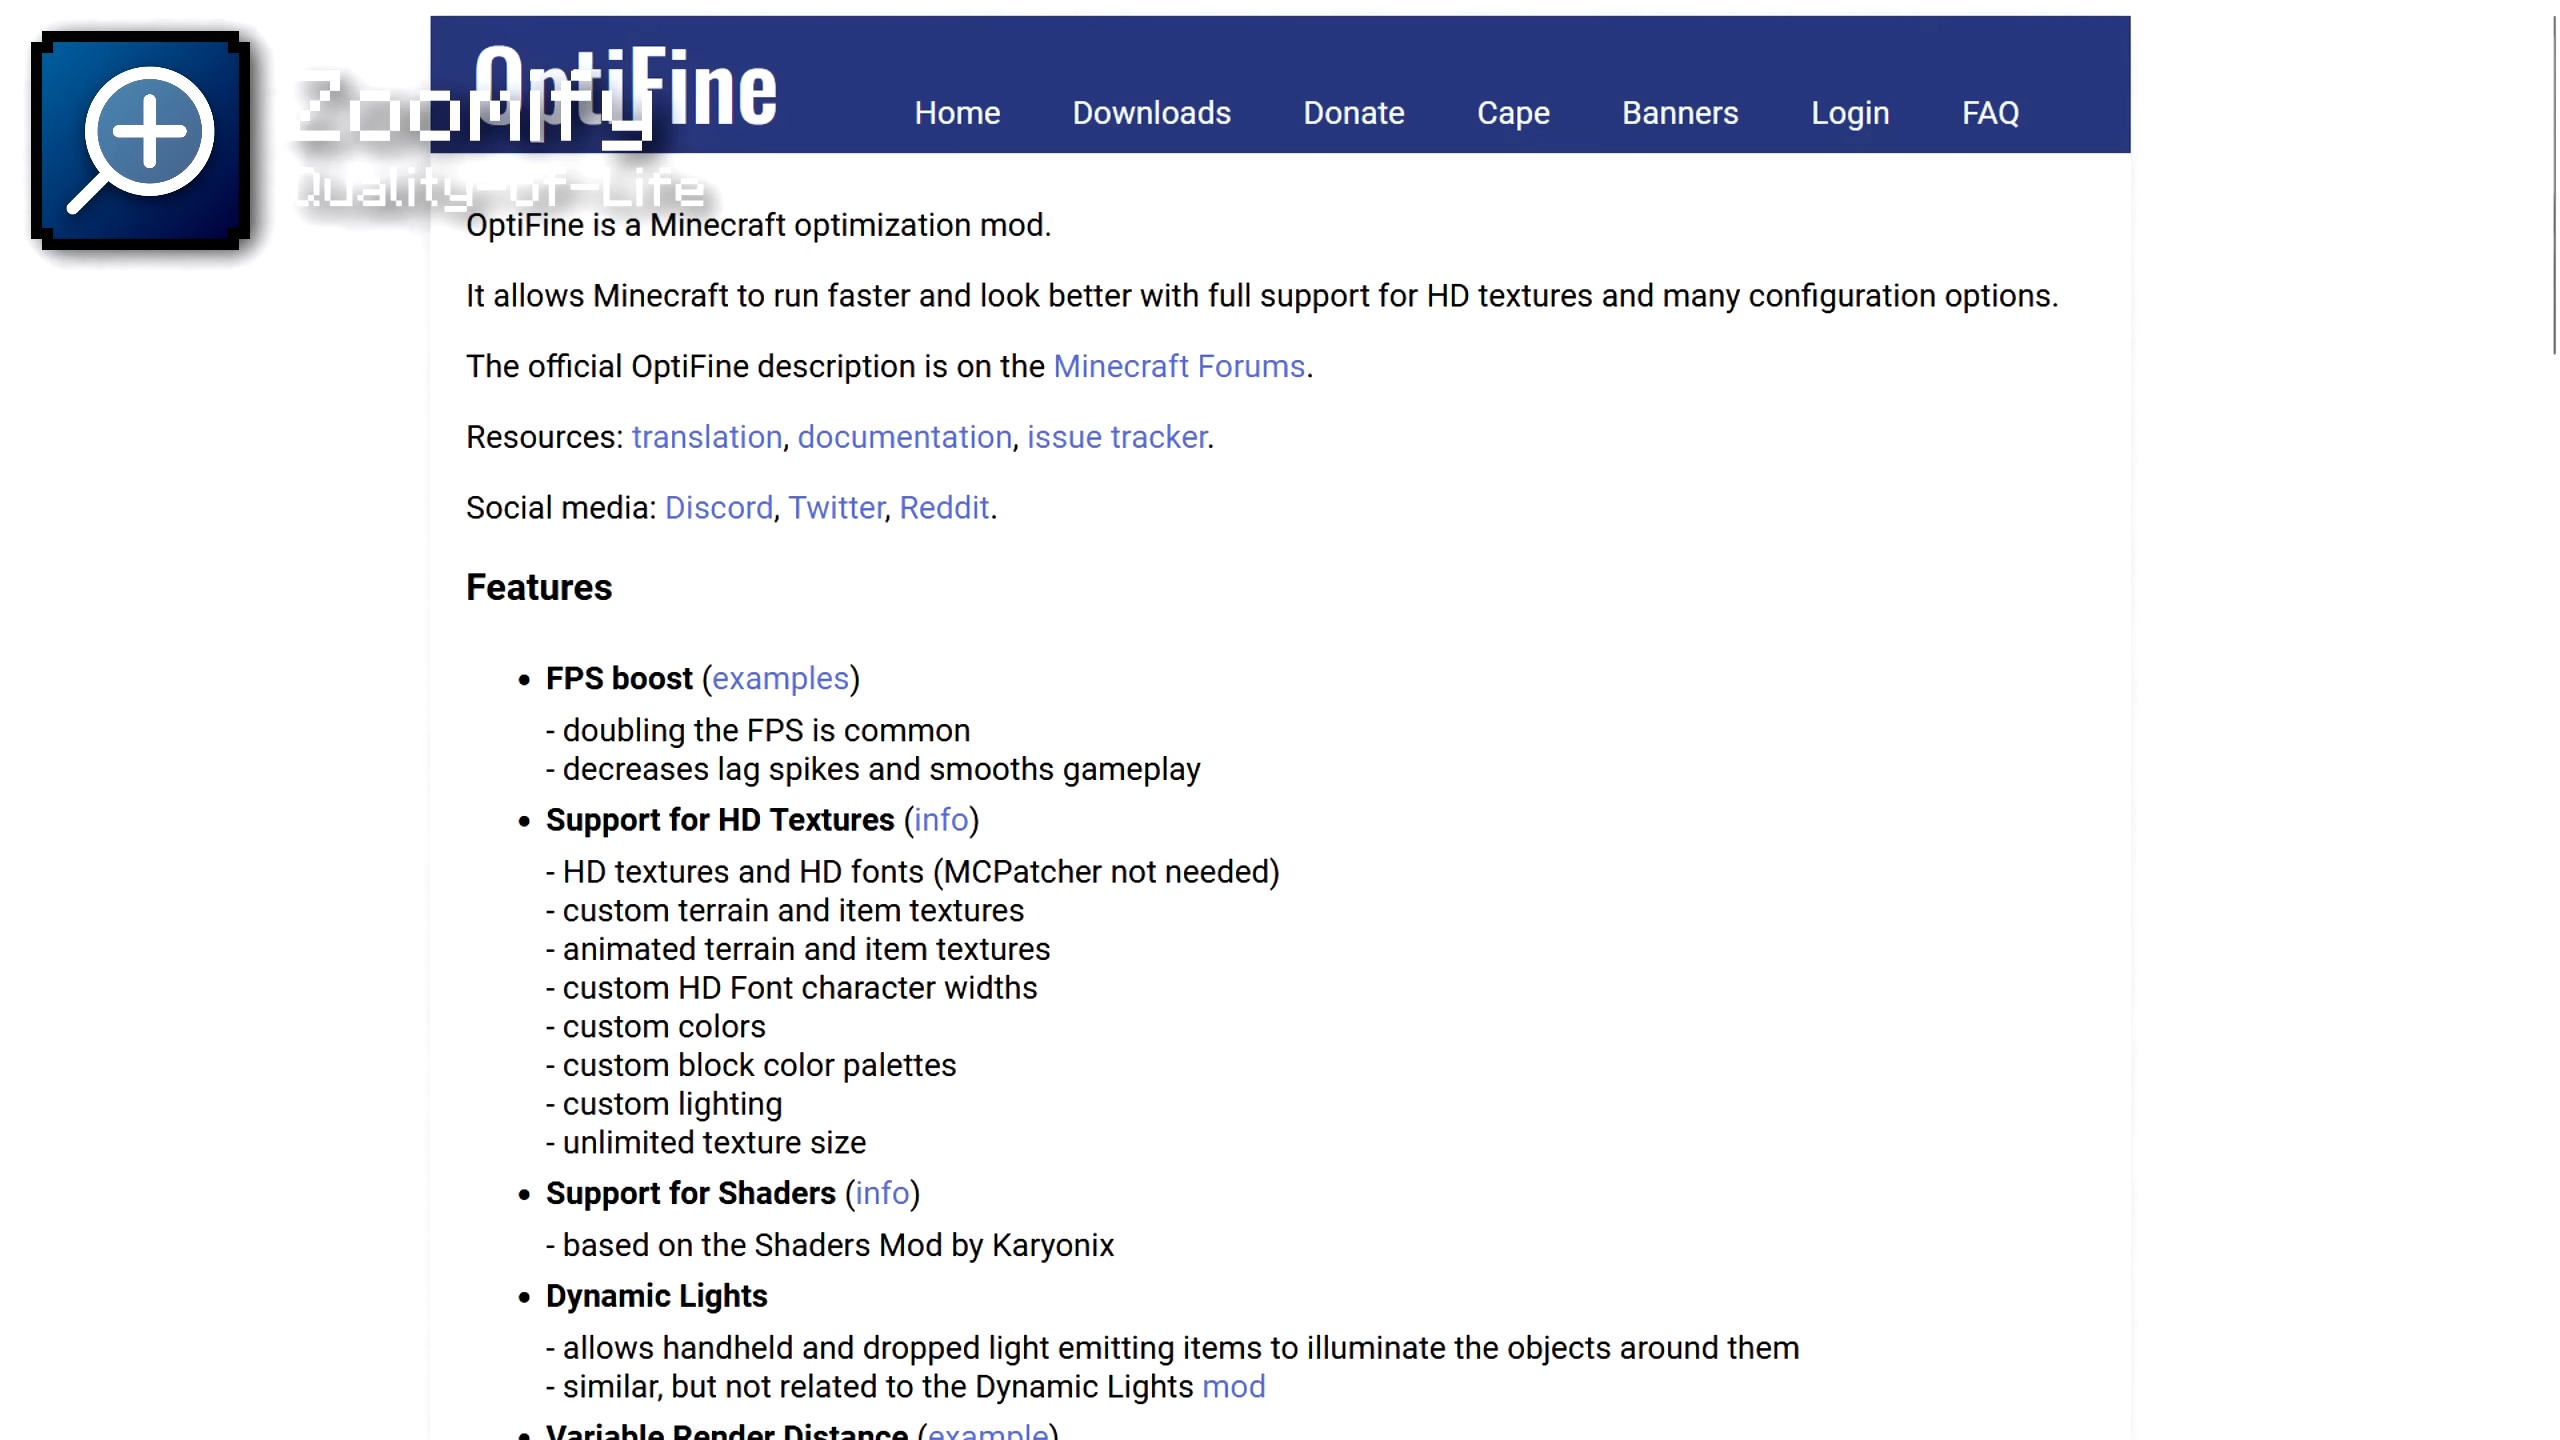 OptiFine
Zoomify
Quality-of-Life
Home Downloads Donate Cape Banners Login FAQ
OptiFine is a Minecraft optimization mod.
It allows Minecraft to run faster and look better with full support for HD textures and many configuration options.
The official OptiFine description is on the Minecraft Forums.
Resources: translation, documentation, issue tracker.
Social media: Discord, Twitter, Reddit.
Features
• FPS boost (examples)
- doubling the FPS is common
- decreases lag spikes and smooths gameplay
• Support for HD Textures (info)
- HD textures and HD fonts (MCPatcher not needed)
- custom terrain and item textures
- animated terrain and item textures
- custom HD Font character widths
- custom colors
- custom block color palettes
- custom lighting
- unlimited texture size
• Support for Shaders (info)
- based on the Shaders Mod by Karyonix
• Dynamic Lights
- allows handheld and dropped light emitting items to illuminate the objects around them
- similar, but not related to the Dynamic Lights mod
• Variable Render Distance (example)